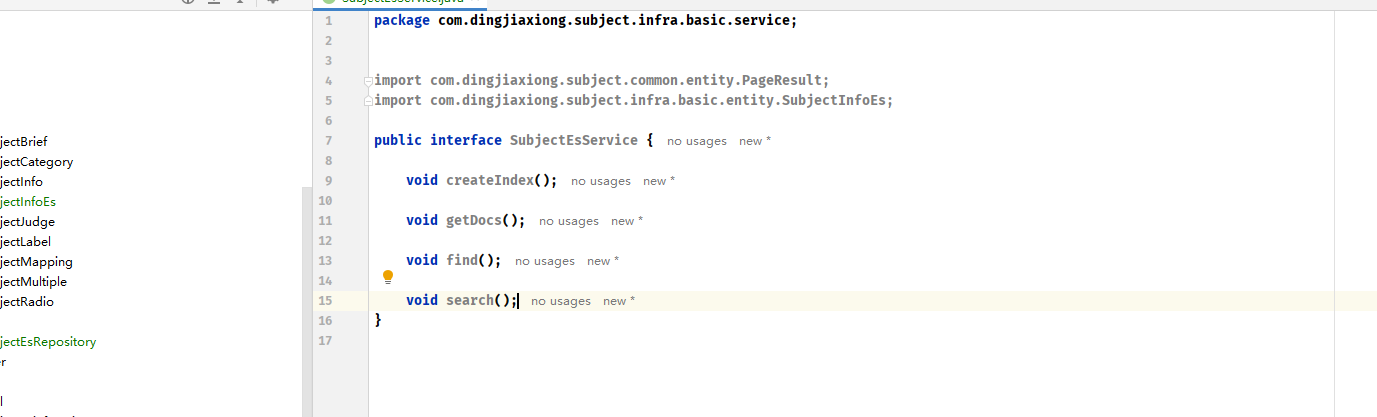 SubjectEsService.java
jectBrief
jectCategory
jectInfo
jectInfoEs
jectJudge
jectLabel
jectMapping
jectMultiple
jectRadio
jectEsRepository
er
l
1 package com.dingjiaxiong.subject.infra.basic.service;
2
3
4 import com.dingjiaxiong.subject.common.entity.PageResult;
5 import com.dingjiaxiong.subject.infra.basic.entity.SubjectInfoEs;
6
7 public interface SubjectEsService { no usages new *
8
9 void createIndex(); no usages new *
10
11 void getDocs(); no usages new *
12
13 void find(); no usages new *
14
15 void search(); no usages new *
16 }
17